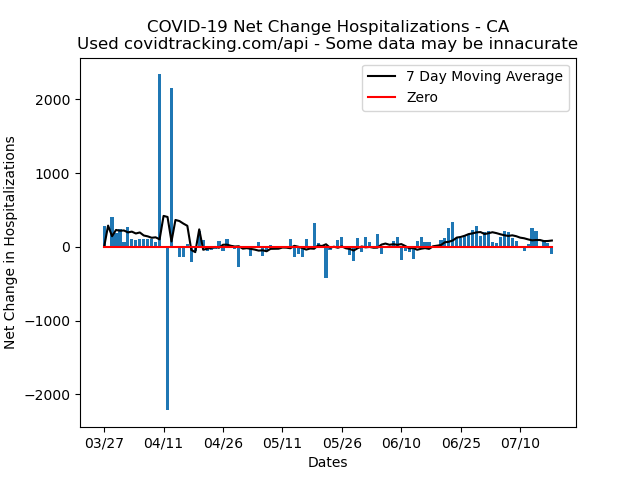 COVID-19 Net Change Hospitalizations - CA
Used covidtracking.com/api - Some data may be innacurate
7 Day Moving Average
Zero
Net Change in Hospitalizations
2000
1000
0
−1000
−2000
03/27 04/11 04/26 05/11 05/26 06/10 06/25 07/10
Dates